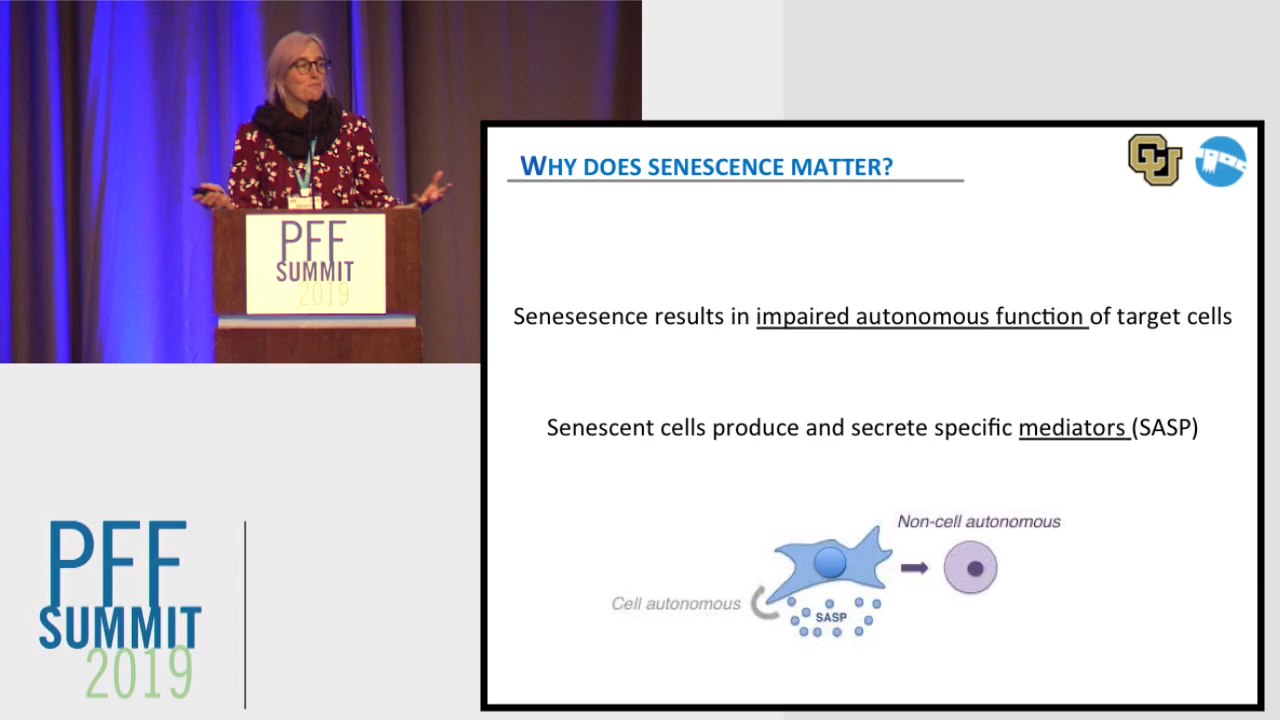 PFF
SUMMIT
2019
WHY DOES SENESCENCE MATTER?
CU
Senesesence results in impaired autonomous function of target cells
Senescent cells produce and secrete specific mediators (SASP)
Non-cell autonomous
Cell autonomous
SASP
PFF
SUMMIT
2019